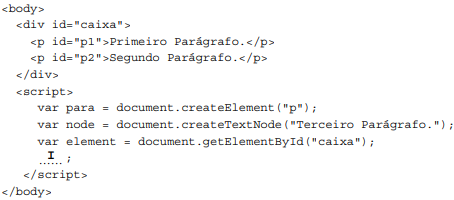 <body>
<div id="caixa">
<p id="p1">Primeiro Parágrafo.</p>
<p id="p2">Segundo Parágrafo.</p>
</div>
<script>
var para = document.createElement("p");
var node = document.createTextNode("Terceiro Parágrafo.");
var element = document.getElementById("caixa");
..I.. ;
</script>
</body>